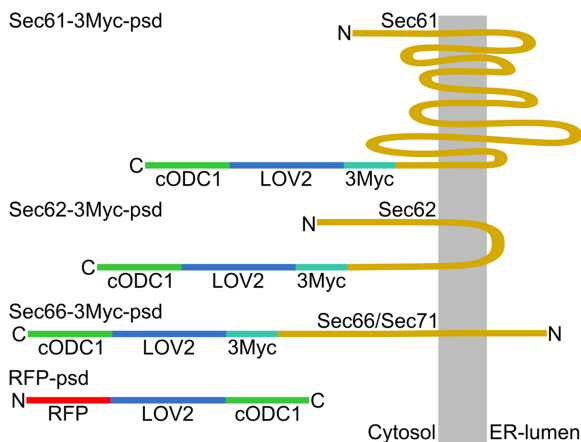 Sec61-3Myc-psd
Sec61
N
C
cODC1 LOV2 3Myc
Sec62-3Myc-psd
Sec62
N
C
cODC1 LOV2 3Myc
Sec66-3Myc-psd
Sec66/Sec71
C N
cODC1 LOV2 3Myc
RFP-psd
N C
RFP LOV2 cODC1
Cytosol ER-lumen